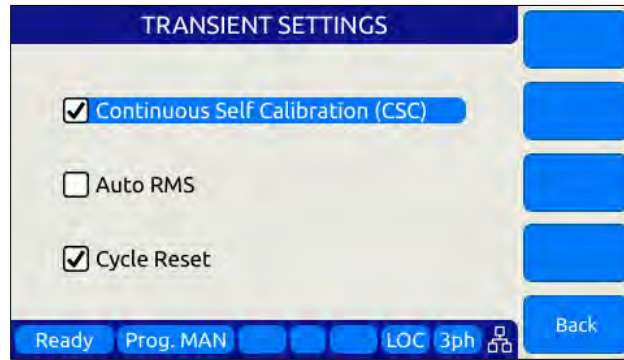 TRANSIENT SETTINGS
Continuous Self Calibration (CSC)
Auto RMS
Cycle Reset
Back
Ready Prog. MAN LOC 3ph